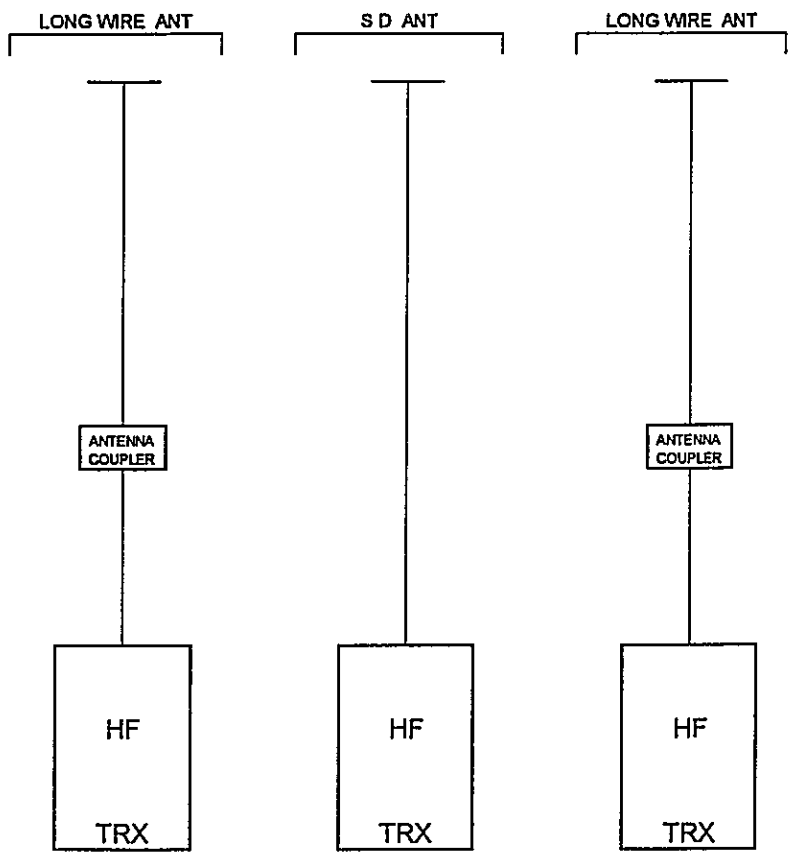 LONG WIRE ANT
S D ANT
LONG WIRE ANT
ANTENNA
COUPLER
ANTENNA
COUPLER
HF
TRX
HF
TRX
HF
TRX